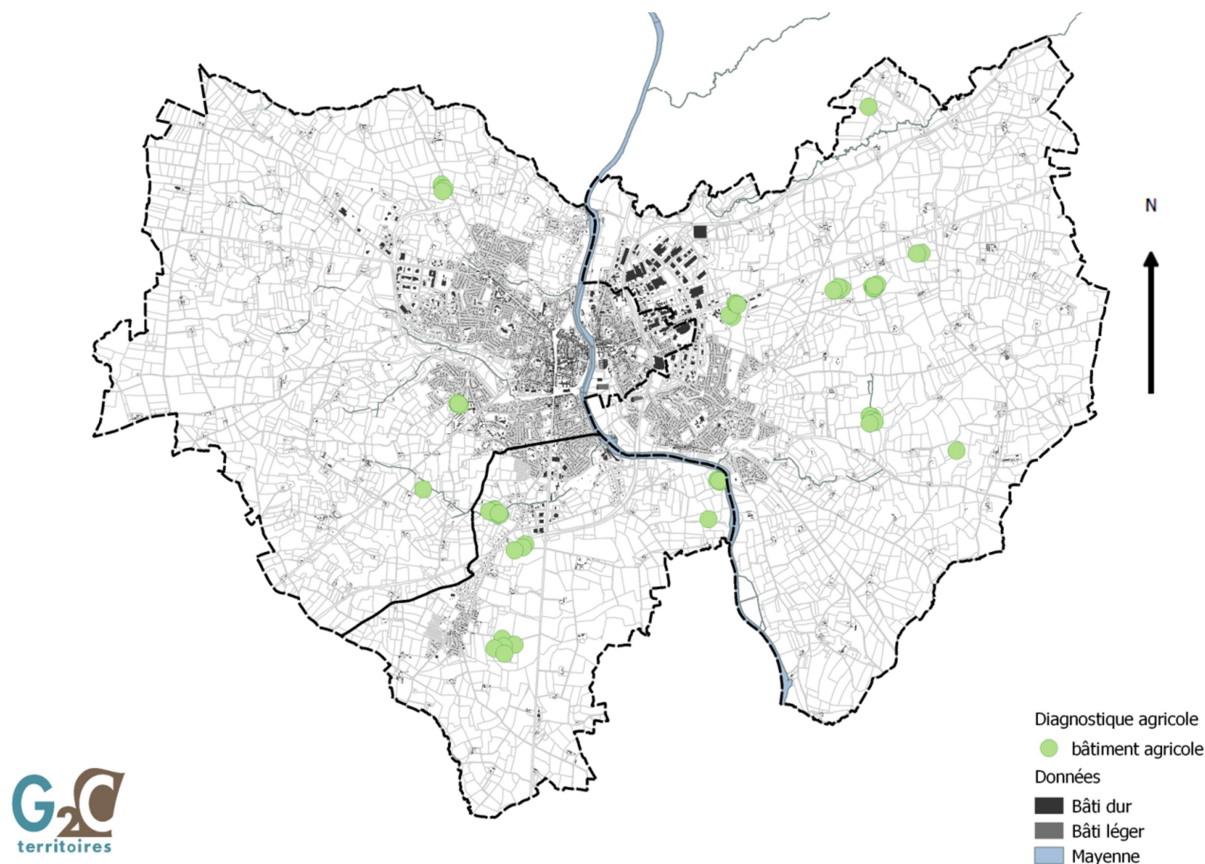 N
Diagnostique agricole
bâtiment agricole
Données
Bâti dur
Bâti léger
Mayenne
G2C
territoires